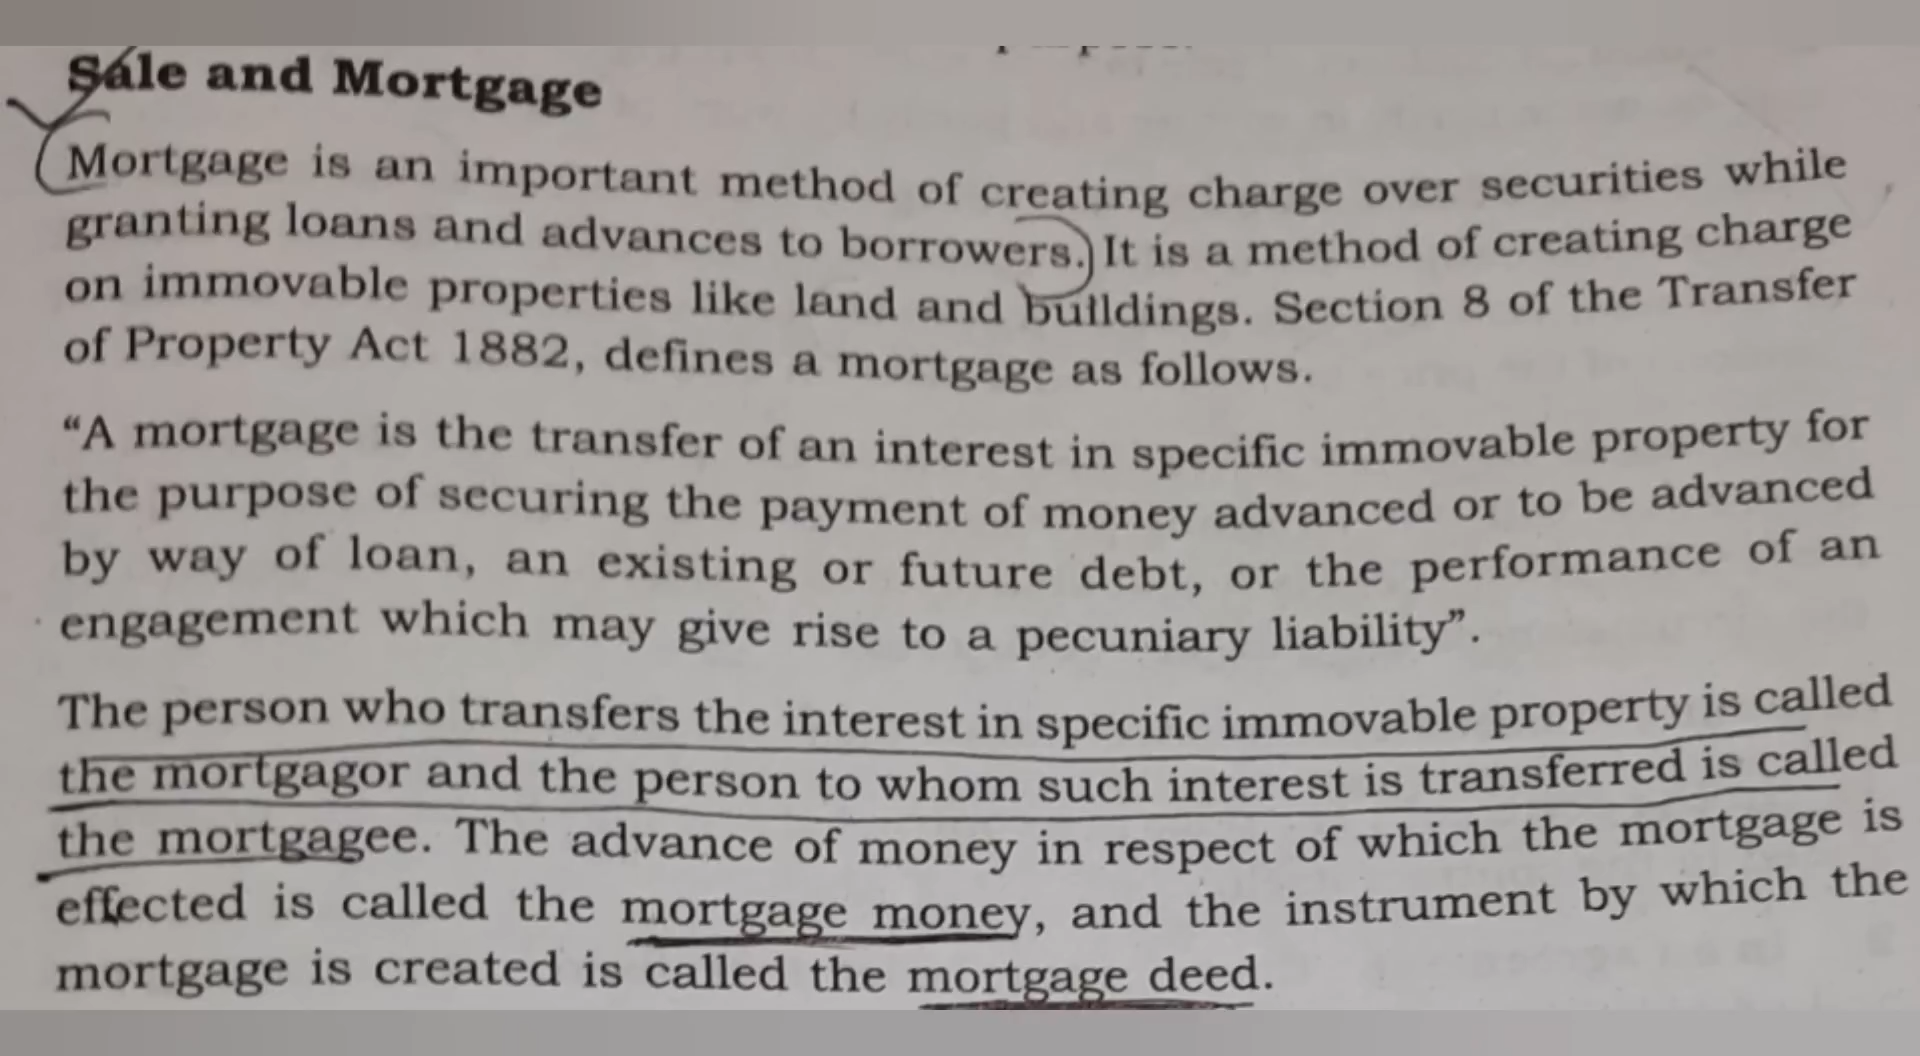 Sale and Mortgage
Mortgage is an important method of creating charge over securities while
granting loans and advances to borrowers. It is a method of creating charge
on immovable properties like land and buildings. Section 8 of the Transfer
of Property Act 1882, defines a mortgage as follows.
“A mortgage is the transfer of an interest in specific immovable property for
the purpose of securing the payment of money advanced or to be advanced
by way of loan, an existing or future debt, or the performance of an
engagement which may give rise to a pecuniary liability”.
The person who transfers the interest in specific immovable property is called
the mortgagor and the person to whom such interest is transferred is called
the mortgagee. The advance of money in respect of which the mortgage is
effected is called the mortgage money, and the instrument by which the
mortgage is created is called the mortgage deed.